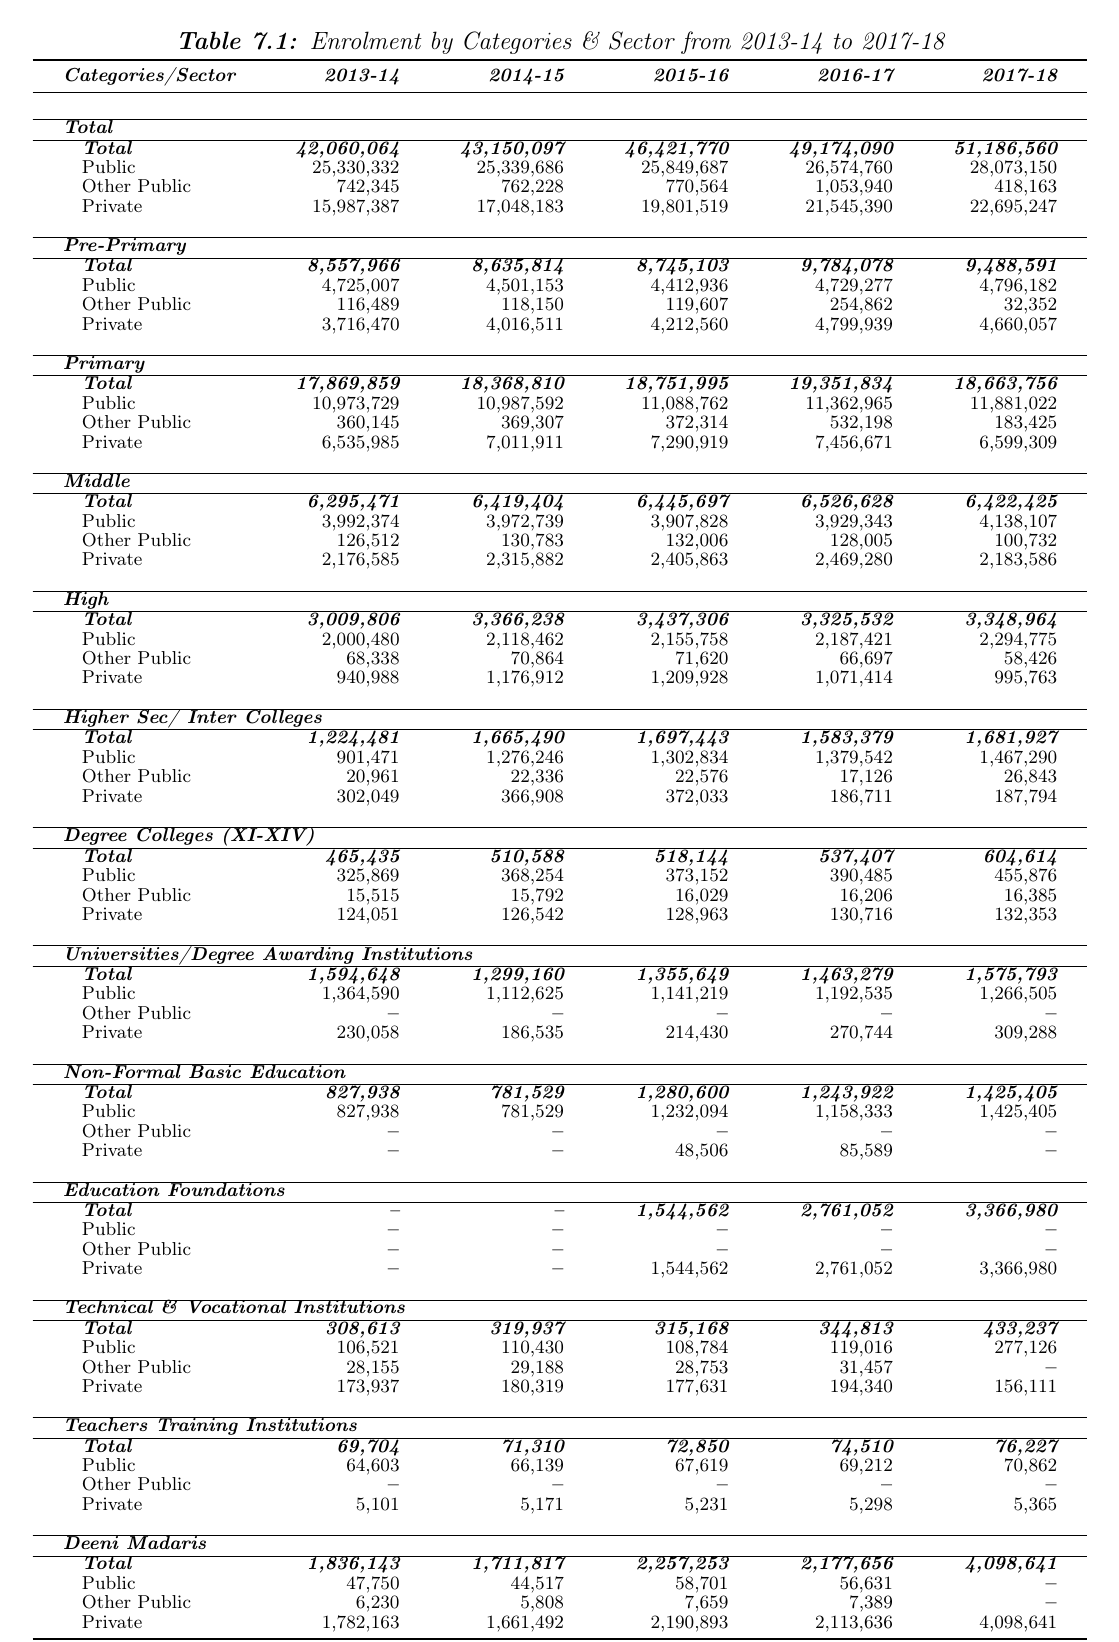 Table 7.1: Enrolment by Categories & Sector from 2013-14 to 2017-18
Categories/Sector 2013-14 2014-15 2015-16 2016-17 2017-18
Total
Total 42,060,064 43,150,097 46,421,770 49,174,090 51,186,560
Public 25,330,332 25,339,686 25,849,687 26,574,760 28,073,150
Other Public 742,345 762,228 770,564 1,053,940 418,163
Private 15,987,387 17,048,183 19,801,519 21,545,390 22,695,247
Pre-Primary
Total 8,557,966 8,635,814 8,745,103 9,784,078 9,488,591
Public 4,725,007 4,501,153 4,412,936 4,729,277 4,796,182
Other Public 116,489 118,150 119,607 254,862 32,352
Private 3,716,470 4,016,511 4,212,560 4,799,939 4,660,057
Primary
Total 17,869,859 18,368,810 18,751,995 19,351,834 18,663,756
Public 10,973,729 10,987,592 11,088,762 11,362,965 11,881,022
Other Public 360,145 369,307 372,314 532,198 183,425
Private 6,535,985 7,011,911 7,290,919 7,456,671 6,599,309
Middle
Total 6,295,471 6,419,404 6,445,697 6,526,628 6,422,425
Public 3,992,374 3,972,739 3,907,828 3,929,343 4,138,107
Other Public 126,512 130,783 132,006 128,005 100,732
Private 2,176,585 2,315,882 2,405,863 2,469,280 2,183,586
High
Total 3,009,806 3,366,238 3,437,306 3,325,532 3,348,964
Public 2,000,480 2,118,462 2,155,758 2,187,421 2,294,775
Other Public 68,338 70,864 71,620 66,697 58,426
Private 940,988 1,176,912 1,209,928 1,071,414 995,763
Higher Sec/ Inter Colleges
Total 1,224,481 1,665,490 1,697,443 1,583,379 1,681,927
Public 901,471 1,276,246 1,302,834 1,379,542 1,467,290
Other Public 20,961 22,336 22,576 17,126 26,843
Private 302,049 366,908 372,033 186,711 187,794
Degree Colleges (XI-XIV)
Total 465,435 510,588 518,144 537,407 604,614
Public 325,869 368,254 373,152 390,485 455,876
Other Public 15,515 15,792 16,029 16,206 16,385
Private 124,051 126,542 128,963 130,716 132,353
Universities/Degree Awarding Institutions
Total 1,594,648 1,299,160 1,355,649 1,463,279 1,575,793
Public 1,364,590 1,112,625 1,141,219 1,192,535 1,266,505
Other Public – – – – –
Private 230,058 186,535 214,430 270,744 309,288
Non-Formal Basic Education
Total 827,938 781,529 1,280,600 1,243,922 1,425,405
Public 827,938 781,529 1,232,094 1,158,333 1,425,405
Other Public – – – – –
Private – – 48,506 85,589 –
Education Foundations
Total – – 1,544,562 2,761,052 3,366,980
Public – – – – –
Other Public – – – – –
Private – – 1,544,562 2,761,052 3,366,980
Technical & Vocational Institutions
Total 308,613 319,937 315,168 344,813 433,237
Public 106,521 110,430 108,784 119,016 277,126
Other Public 28,155 29,188 28,753 31,457 –
Private 173,937 180,319 177,631 194,340 156,111
Teachers Training Institutions
Total 69,704 71,310 72,850 74,510 76,227
Public 64,603 66,139 67,619 69,212 70,862
Other Public – – – – –
Private 5,101 5,171 5,231 5,298 5,365
Deeni Madaris
Total 1,836,143 1,711,817 2,257,253 2,177,656 4,098,641
Public 47,750 44,517 58,701 56,631 –
Other Public 6,230 5,808 7,659 7,389 –
Private 1,782,163 1,661,492 2,190,893 2,113,636 4,098,641